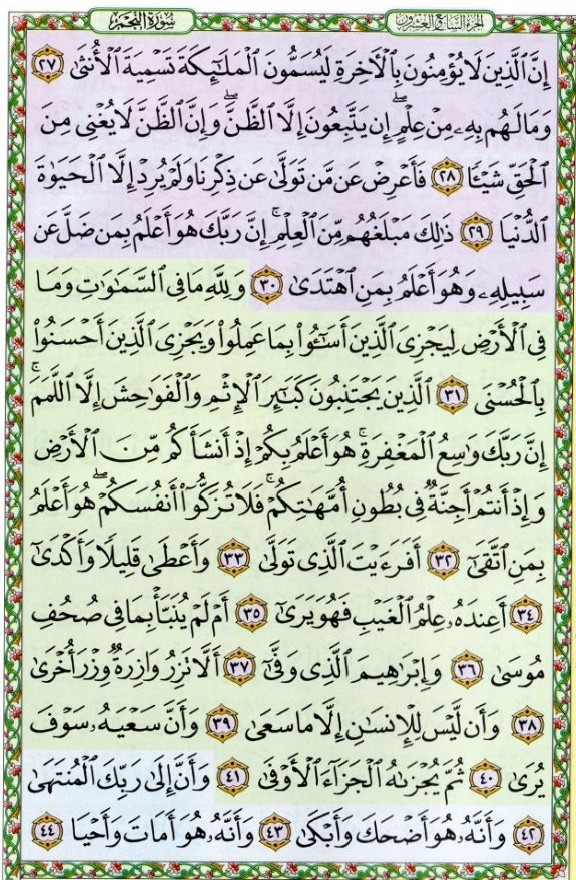 الجزء السابع والعشرون
سورة النجم
إِنَّ ٱلَّذِينَ لَا يُؤْمِنُونَ بِٱلْآخِرَةِ لَيُسَمُّونَ ٱلْمَلَٰٓئِكَةَ تَسْمِيَةَ ٱلْأُنثَىٰ ٢٧
وَمَا لَهُم بِهِۦ مِنْ عِلْمٍ ۖ إِن يَتَّبِعُونَ إِلَّا ٱلظَّنَّ ۖ وَإِنَّ ٱلظَّنَّ لَا يُغْنِى مِنَ
ٱلْحَقِّ شَيْـًٔا ٢٨ فَأَعْرِضْ عَن مَّن تَوَلَّىٰ عَن ذِكْرِنَا وَلَمْ يُرِدْ إِلَّا ٱلْحَيَوٰةَ
ٱلدُّنْيَا ٢٩ ذَٰلِكَ مَبْلَغُهُم مِّنَ ٱلْعِلْمِ ۚ إِنَّ رَبَّكَ هُوَ أَعْلَمُ بِمَن ضَلَّ عَن
سَبِيلِهِۦ وَهُوَ أَعْلَمُ بِمَنِ ٱهْتَدَىٰ ٣٠ وَلِلَّهِ مَا فِى ٱلسَّمَٰوَٰتِ وَمَا
فِى ٱلْأَرْضِ لِيَجْزِىَ ٱلَّذِينَ أَسَٰٓـُٔوا۟ بِمَا عَمِلُوا۟ وَيَجْزِىَ ٱلَّذِينَ أَحْسَنُوا۟
بِٱلْحُسْنَى ٣١ ٱلَّذِينَ يَجْتَنِبُونَ كَبَٰٓئِرَ ٱلْإِثْمِ وَٱلْفَوَٰحِشَ إِلَّا ٱللَّمَمَ ۚ
إِنَّ رَبَّكَ وَٰسِعُ ٱلْمَغْفِرَةِ ۚ هُوَ أَعْلَمُ بِكُمْ إِذْ أَنشَأَكُم مِّنَ ٱلْأَرْضِ
وَإِذْ أَنتُمْ أَجِنَّةٌ فِى بُطُونِ أُمَّهَٰتِكُمْ ۖ فَلَا تُزَكُّوٓا۟ أَنفُسَكُمْ ۖ هُوَ أَعْلَمُ
بِمَنِ ٱتَّقَىٰٓ ٣٢ أَفَرَءَيْتَ ٱلَّذِى تَوَلَّىٰ ٣٣ وَأَعْطَىٰ قَلِيلًا وَأَكْدَىٰٓ
٣٤ أَعِندَهُۥ عِلْمُ ٱلْغَيْبِ فَهُوَ يَرَىٰٓ ٣٥ أَمْ لَمْ يُنَبَّأْ بِمَا فِى صُحُفِ
مُوسَىٰ ٣٦ وَإِبْرَٰهِيمَ ٱلَّذِى وَفَّىٰٓ ٣٧ أَلَّا تَزِرُ وَازِرَةٌ وِزْرَ أُخْرَىٰ
٣٨ وَأَن لَّيْسَ لِلْإِنسَٰنِ إِلَّا مَا سَعَىٰ ٣٩ وَأَنَّ سَعْيَهُۥ سَوْفَ
يُرَىٰ ٤٠ ثُمَّ يُجْزَىٰهُ ٱلْجَزَآءَ ٱلْأَوْفَىٰ ٤١ وَأَنَّ إِلَىٰ رَبِّكَ ٱلْمُنتَهَىٰ
٤٢ وَأَنَّهُۥ هُوَ أَضْحَكَ وَأَبْكَىٰ ٤٣ وَأَنَّهُۥ هُوَ أَمَاتَ وَأَحْيَا ٤٤